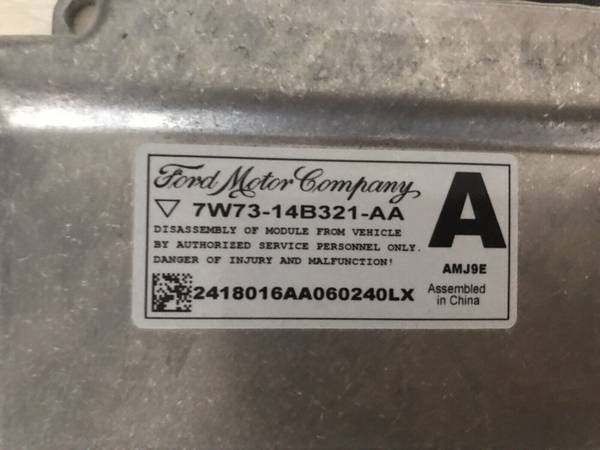 Ford Motor Company
7W73-14B321-AA
DISASSEMBLY OF MODULE FROM VEHICLE
BY AUTHORIZED SERVICE PERSONNEL ONLY.
DANGER OF INJURY AND MALFUNCTION!
A
AMJ9E
2418016AA060240LX
Assembled
in China